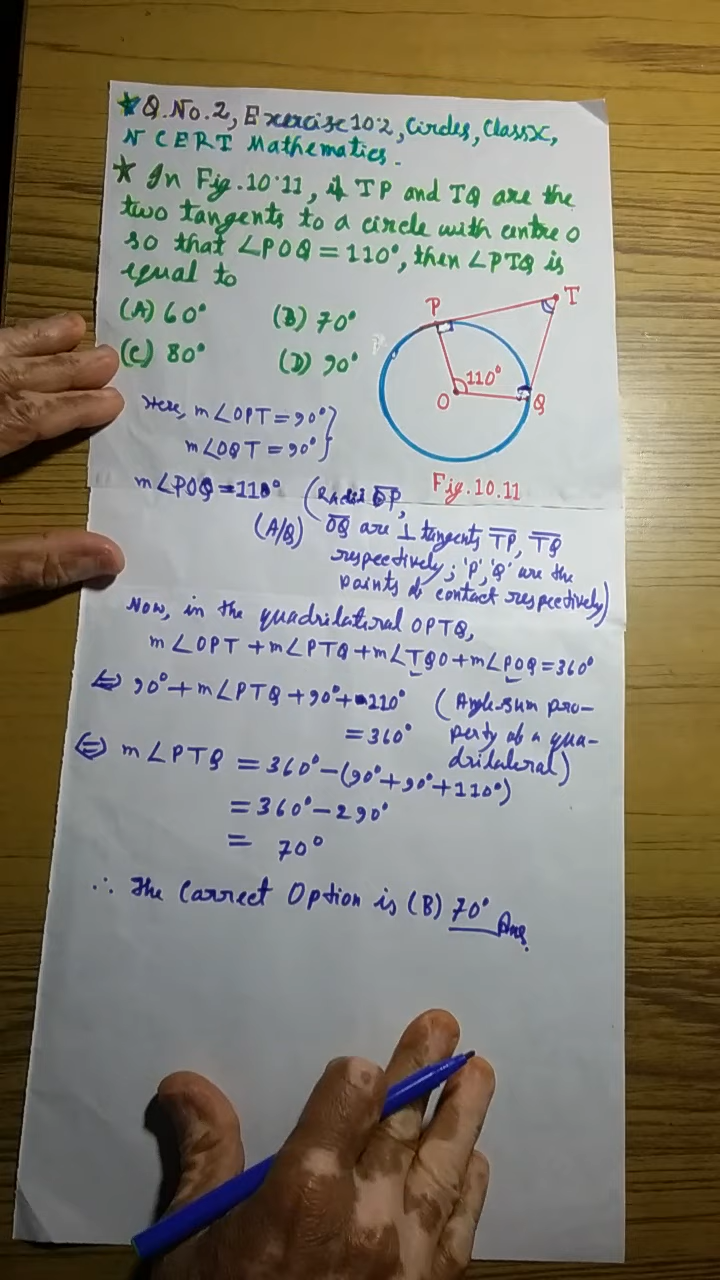 ★Q.No.2, Exercise 10.2, Circles, Class X,
NCERT Mathematics.
★ In Fig.10.11, if TP and TQ are the
two tangents to a circle with centre O
so that ∠POQ = 110°, then ∠PTQ is
equal to
(A) 60° (B) 70°
(C) 80° (D) 90°
P
T
110°
O
Q
Fig.10.11
Here, m∠OPT = 90° }
m∠OQT = 90° }
m∠POQ = 110° (Radii OP,
(A/Q) OQ are ⊥ tangents TP, TQ
respectively; 'P', 'Q' are the
points of contact respectively)
Now, in the quadrilateral OPTQ,
m∠OPT + m∠PTQ + m∠TQO + m∠POQ = 360°
⇔ 90° + m∠PTQ + 90° + 110° (Angle-sum pro-
= 360° perty of a qua-
drilateral)
⇔ m∠PTQ = 360° - (90° + 90° + 110°)
= 360° - 290°
= 70°
∴ The Correct Option is (B) 70° Ans.